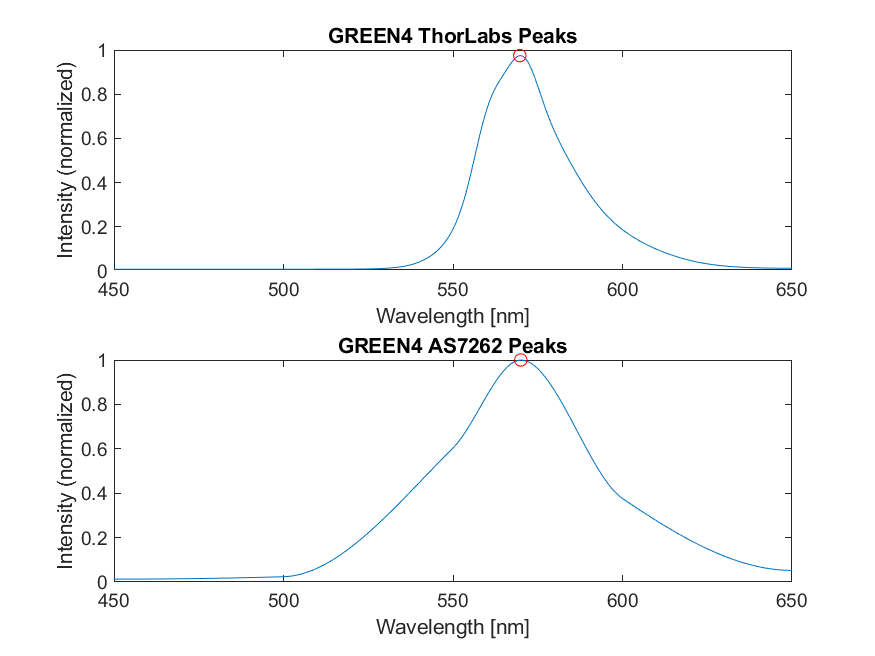 GREEN4 ThorLabs Peaks
1
0.8
0.6
0.4
0.2
0
Intensity (normalized)
450 500 550 600 650
Wavelength [nm]
GREEN4 AS7262 Peaks
1
0.8
0.6
0.4
0.2
0
Intensity (normalized)
450 500 550 600 650
Wavelength [nm]